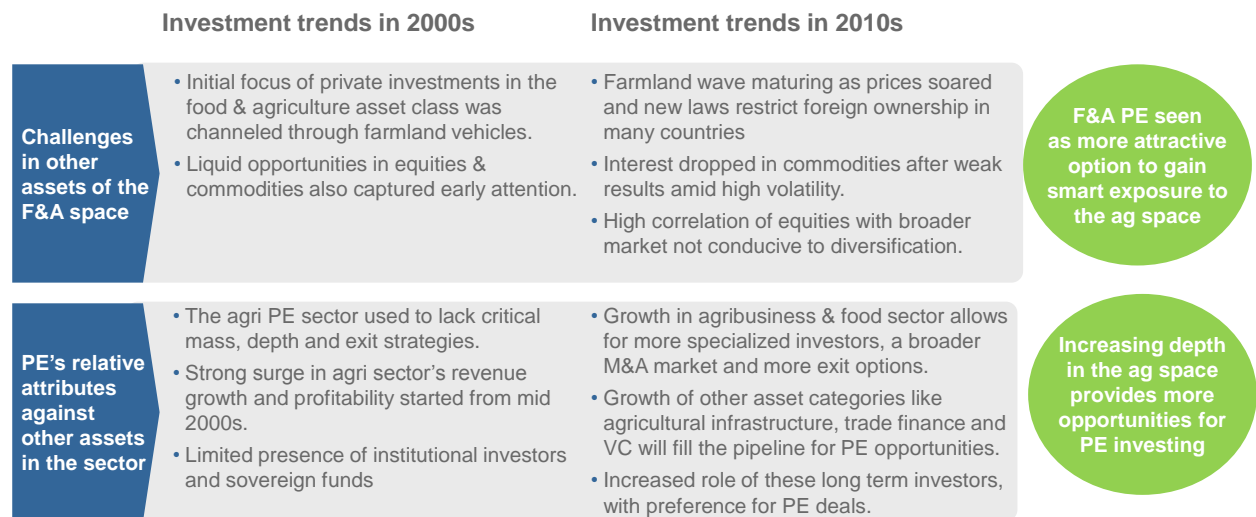 Investment trends in 2000s
Investment trends in 2010s
Challenges
in other
assets of the
F&A space
• Initial focus of private investments in the
food & agriculture asset class was
channeled through farmland vehicles.
• Liquid opportunities in equities &
commodities also captured early attention.
• Farmland wave maturing as prices soared
and new laws restrict foreign ownership in
many countries
• Interest dropped in commodities after weak
results amid high volatility.
• High correlation of equities with broader
market not conducive to diversification.
F&A PE seen
as more attractive
option to gain
smart exposure to
the ag space
PE's relative
attributes
against
other assets
in the sector
• The agri PE sector used to lack critical
mass, depth and exit strategies.
• Strong surge in agri sector's revenue
growth and profitability started from mid
2000s.
• Limited presence of institutional investors
and sovereign funds
• Growth in agribusiness & food sector allows
for more specialized investors, a broader
M&A market and more exit options.
• Growth of other asset categories like
agricultural infrastructure, trade finance and
VC will fill the pipeline for PE opportunities.
• Increased role of these long term investors,
with preference for PE deals.
Increasing depth
in the ag space
provides more
opportunities for
PE investing